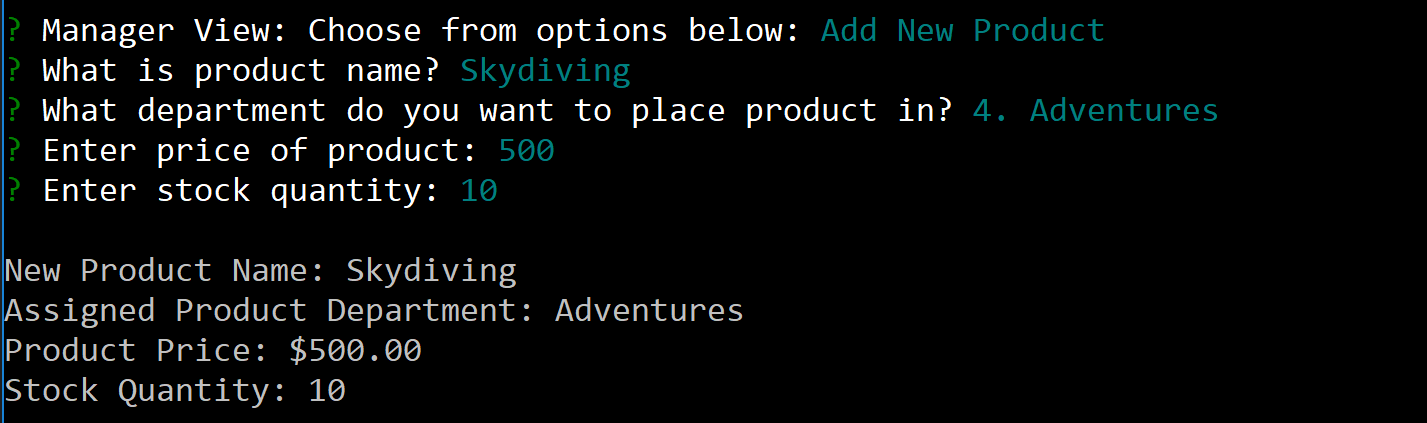 ? Manager View: Choose from options below: Add New Product
? What is product name? Skydiving
? What department do you want to place product in? 4. Adventures
? Enter price of product: 500
? Enter stock quantity: 10
New Product Name: Skydiving
Assigned Product Department: Adventures
Product Price: $500.00
Stock Quantity: 10